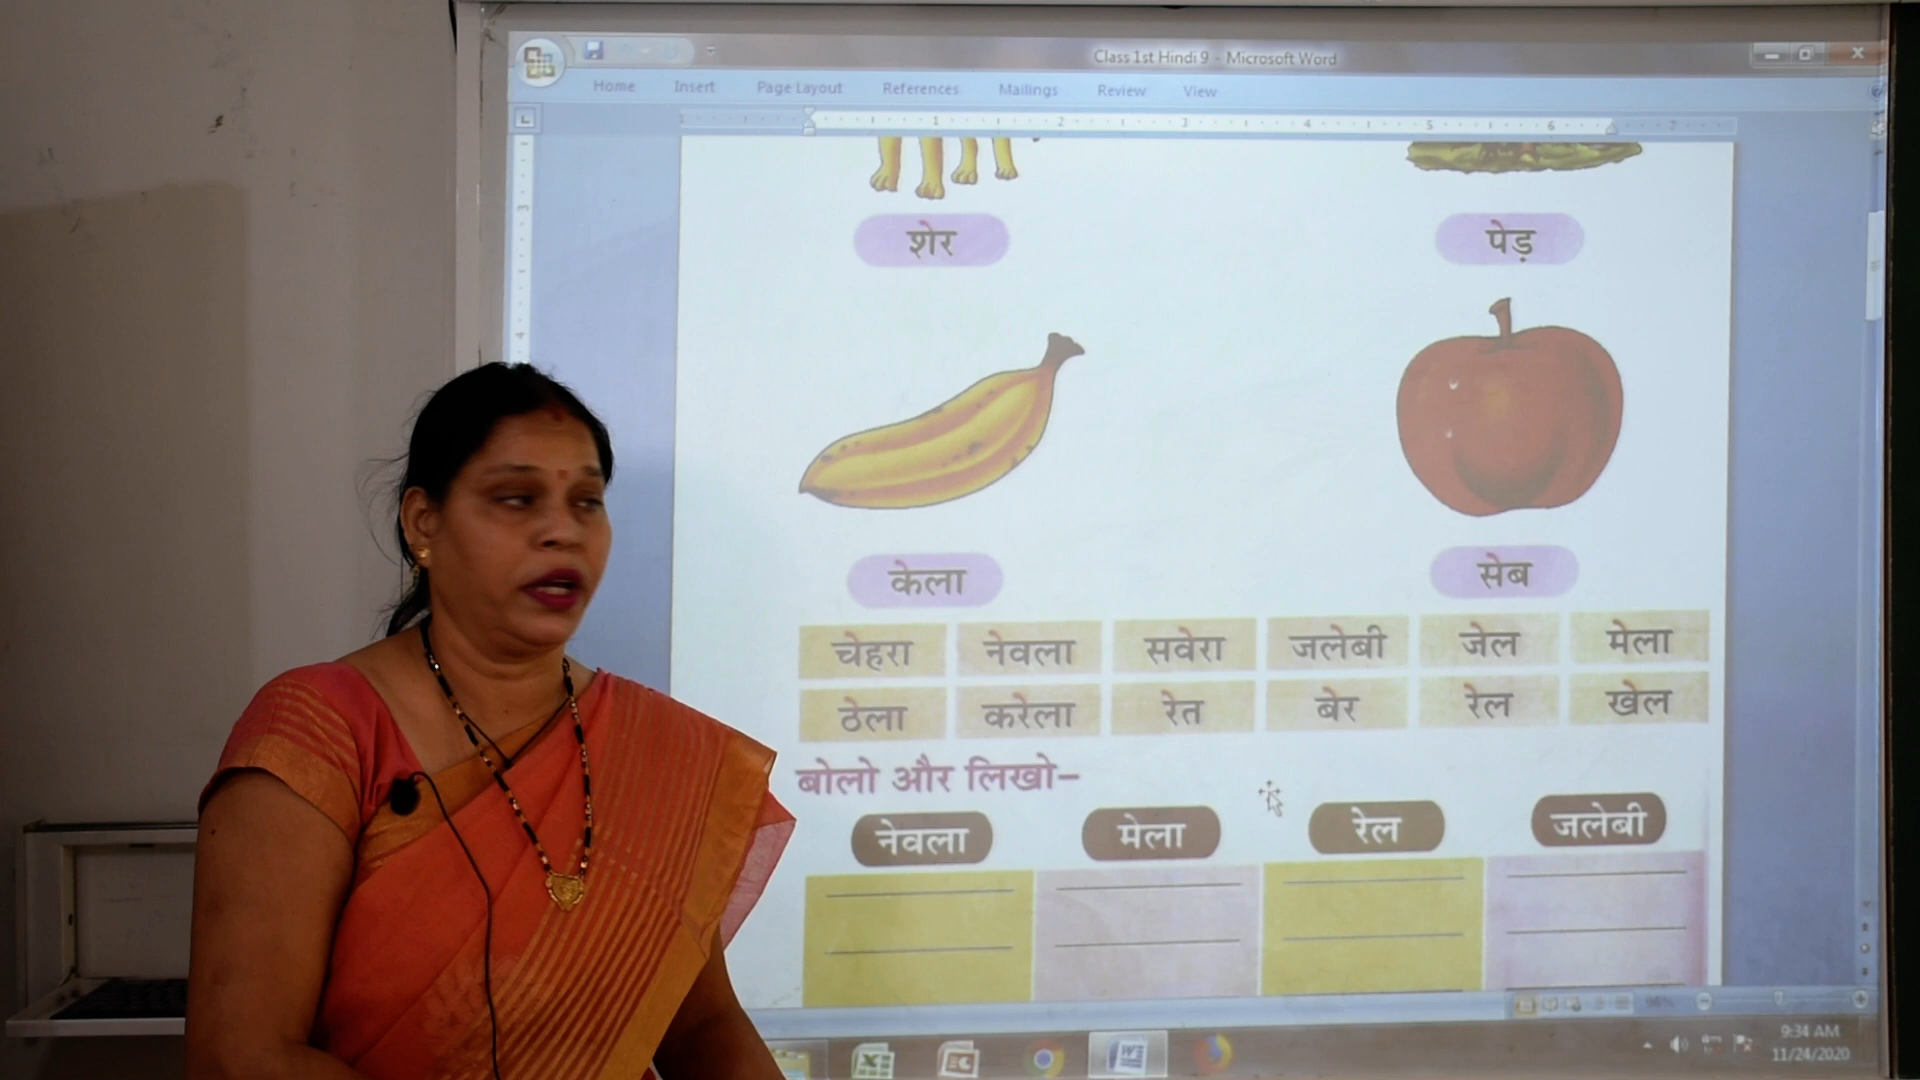 Class 1st Hindi 9 - Microsoft Word
Home Insert Page Layout References Mailings Review View
शेर पेड़
केला सेब
चेहरा नेवला सवेरा जलेबी जेल मेला
ठेला करेला रेत बेर रेल खेल
बोलो और लिखो-
नेवला मेला रेल जलेबी
96%
9:34 AM
11/24/2020